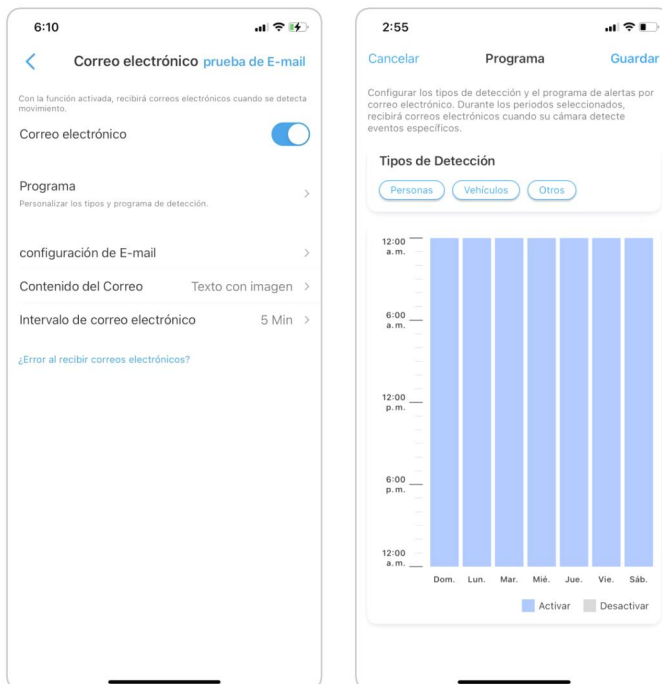 6:10
Correo electrónico prueba de E-mail
Con la función activada, recibirá correos electrónicos cuando se detecta
movimiento.
Correo electrónico
Programa
Personalizar los tipos y programa de detección.
configuración de E-mail
Contenido del Correo Texto con imagen
Intervalo de correo electrónico 5 Min
¿Error al recibir correos electrónicos?
2:55
Cancelar Programa Guardar
Configurar los tipos de detección y el programa de alertas por
correo electrónico. Durante los periodos seleccionados,
recibirá correos electrónicos cuando su cámara detecte
eventos específicos.
Tipos de Detección
Personas Vehículos Otros
12:00
a.m.
6:00
a.m.
12:00
p.m.
6:00
p.m.
12:00
a.m.
Dom. Lun. Mar. Mié. Jue. Vie. Sáb.
Activar Desactivar